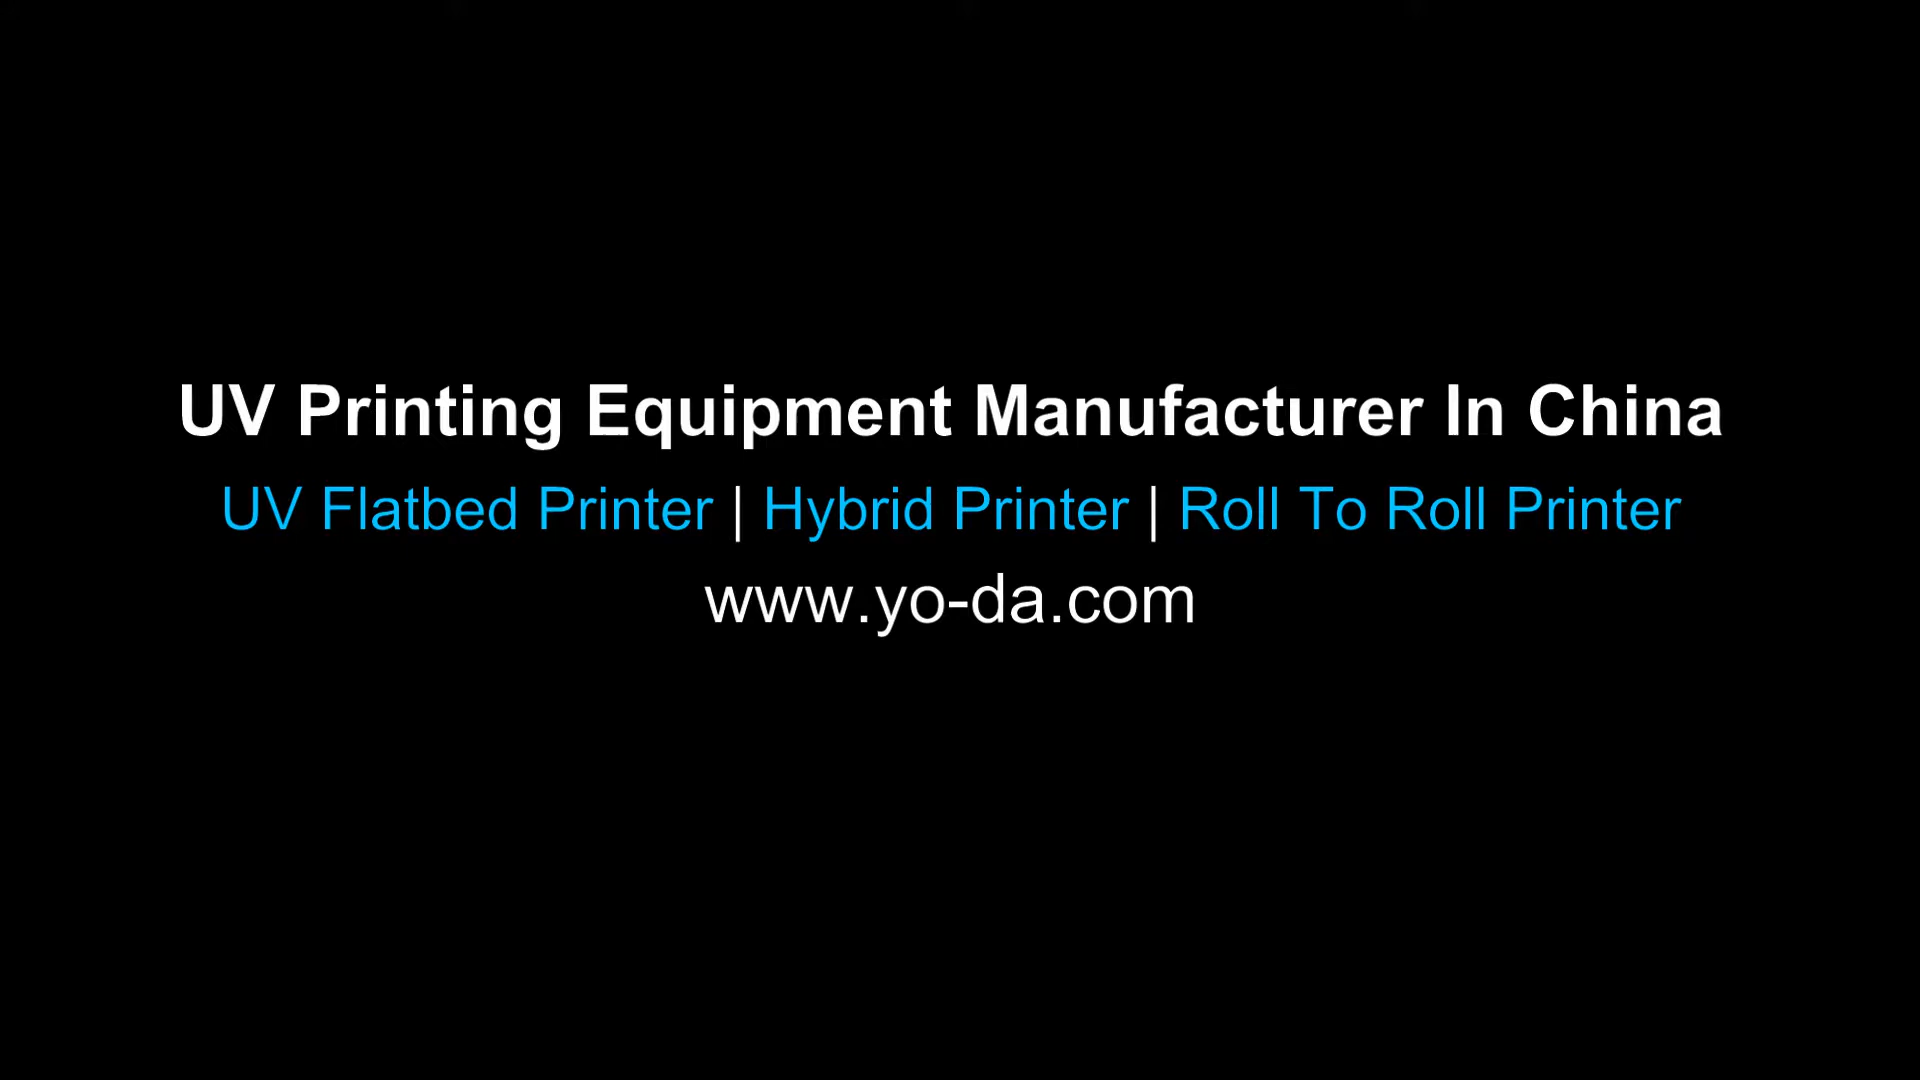 UV Printing Equipment Manufacturer In China
UV Flatbed Printer | Hybrid Printer | Roll To Roll Printer
www.yo-da.com